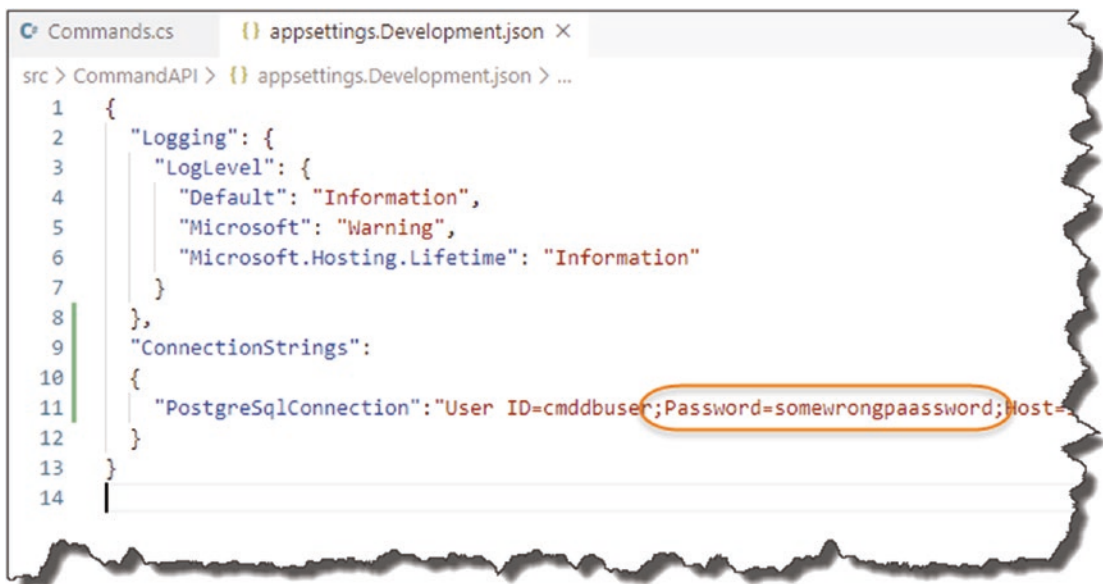 Commands.cs {} appsettings.Development.json ×
src > CommandAPI > {} appsettings.Development.json > ...
1 {
2 "Logging": {
3 "LogLevel": {
4 "Default": "Information",
5 "Microsoft": "Warning",
6 "Microsoft.Hosting.Lifetime": "Information"
7 }
8 },
9 "ConnectionStrings":
10 {
11 "PostgreSqlConnection":"User ID=cmddbuser;Password=somewrongpaassword;Host=
12 }
13 }
14